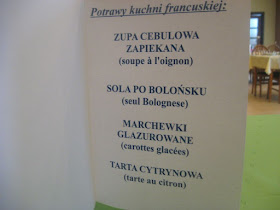 Potrawy kuchni francuskiej:
ZUPA CEBULOWA
ZAPIEKANA
(soupe à l'oignon)
SOLA PO BOLOŃSKU
(seul Bolognese)
MARCHEWKI
GLAZUROWANE
(carottes glacées)
TARTA CYTRYNOWA
(tarte au citron)